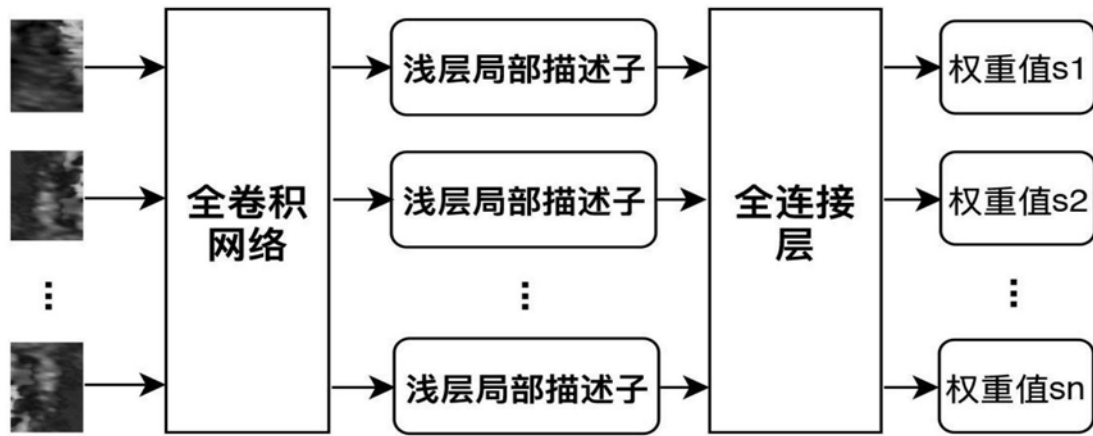 浅层局部描述子
权重值s1
全卷积
网络
浅层局部描述子
全连接
层
权重值s2
...
...
...
浅层局部描述子
权重值sn